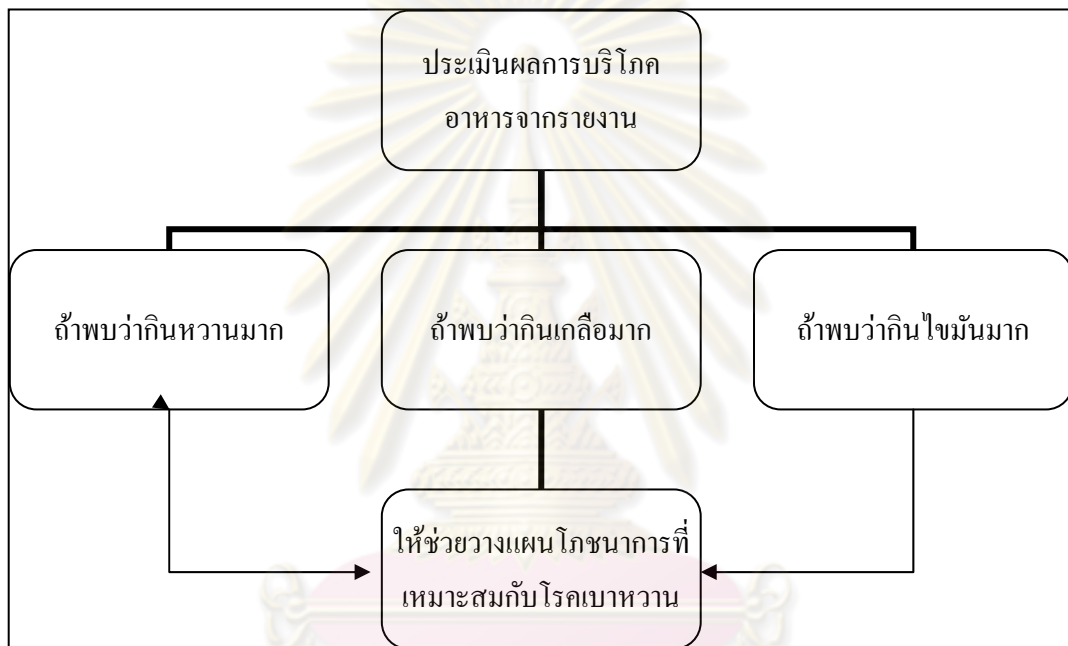 ประเมินผลการบริโภค
อาหารจากรายงาน
ถ้าพบว่ากินหวานมาก
ถ้าพบว่ากินเกลือมาก
ถ้าพบว่ากินไขมันมาก
ให้ช่วยวางแผนโภชนาการที่
เหมาะสมกับโรคเบาหวาน